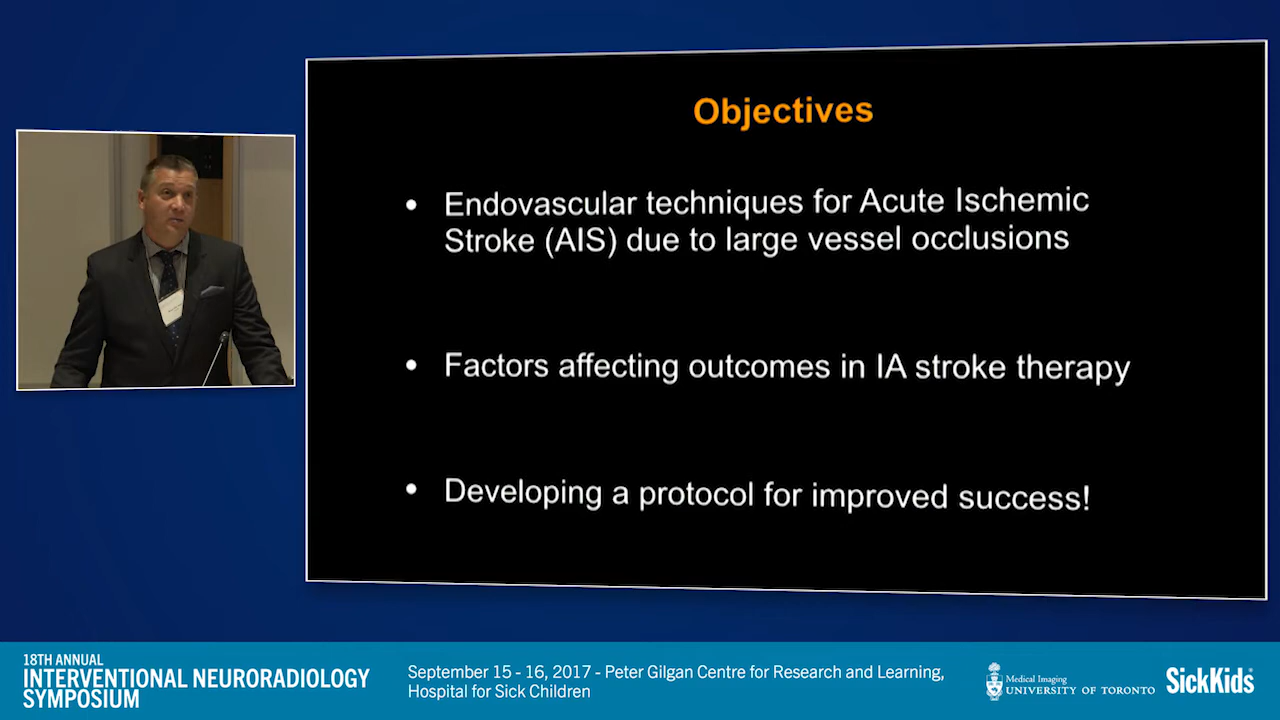 Objectives
• Endovascular techniques for Acute Ischemic
Stroke (AIS) due to large vessel occlusions
• Factors affecting outcomes in IA stroke therapy
• Developing a protocol for improved success!
18TH ANNUAL
INTERVENTIONAL NEURORADIOLOGY
SYMPOSIUM
September 15 - 16, 2017 - Peter Gilgan Centre for Research and Learning,
Hospital for Sick Children
Medical Imaging
UNIVERSITY OF TORONTO
SickKids